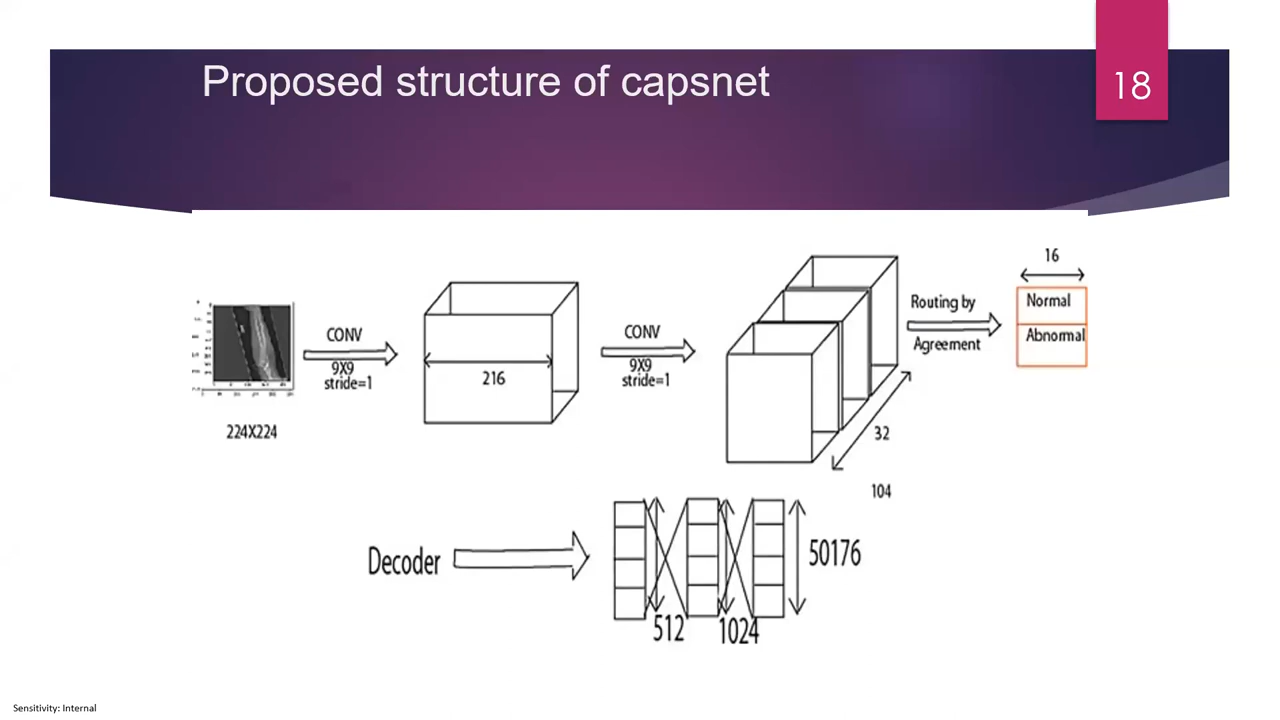 Proposed structure of capsnet
18
CONV
9X9
stride=1
224X224
216
CONV
9X9
stride=1
32
104
Routing by
Agreement
16
Normal
Abnormal
Decoder
512
1024
50176
Sensitivity: Internal